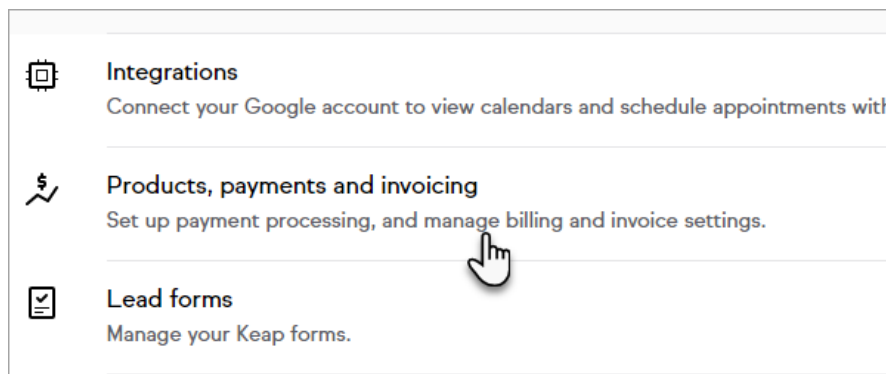 Integrations
Connect your Google account to view calendars and schedule appointments with
$
Products, payments and invoicing
Set up payment processing, and manage billing and invoice settings.
Lead forms
Manage your Keap forms.